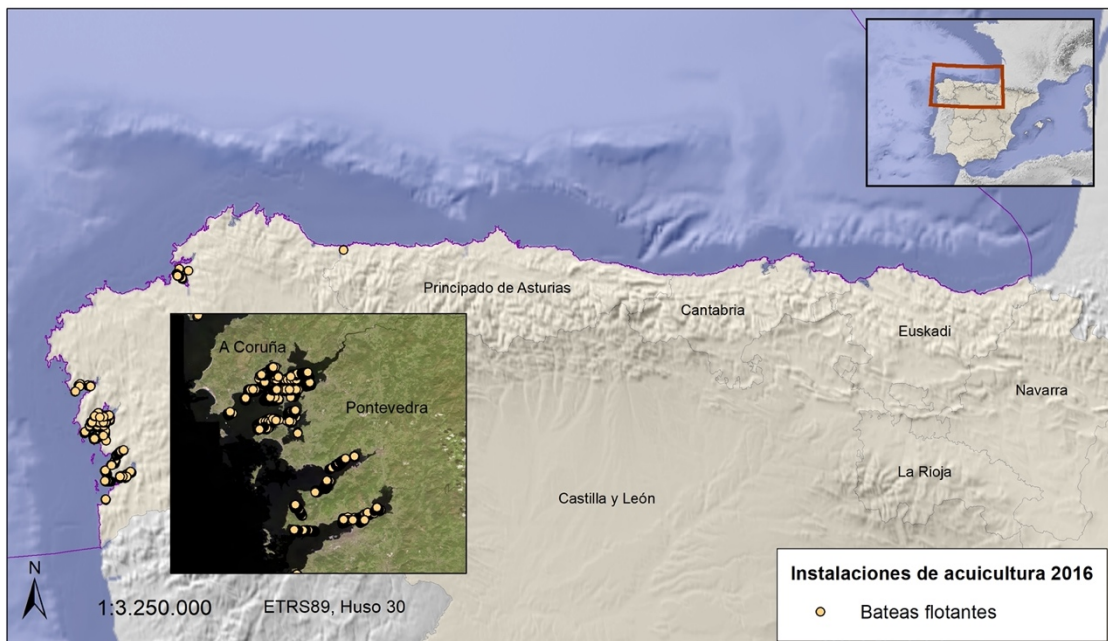 Principado de Asturias
Cantabria
Euskadi
Navarra
A Coruña
Pontevedra
La Rioja
Castilla y León
N
1:3.250.000
ETRS89, Huso 30
Instalaciones de acuicultura 2016
Bateas flotantes